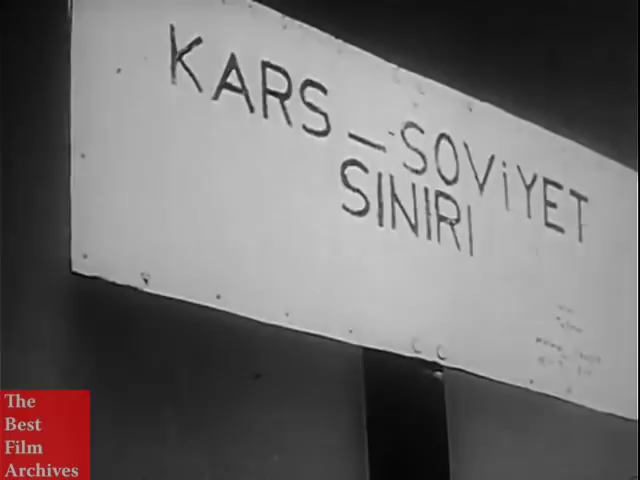 KARS _ SOViYET
SINIRI
The
Best
Film
Archives